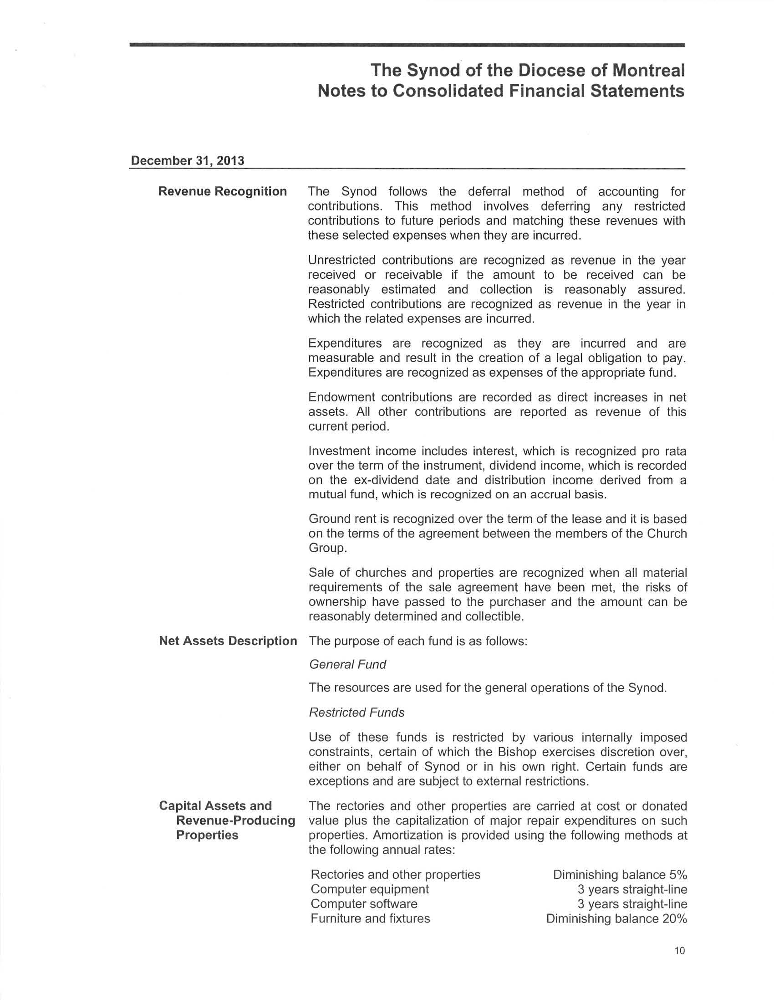 The Synod of the Diocese of Montreal
Notes to Consolidated Financial Statements
December 31, 2013
Revenue Recognition The Synod follows the deferral method of accounting for
contributions. This method involves deferring any restricted
contributions to future periods and matching these revenues with
these selected expenses when they are incurred.
Unrestricted contributions are recognized as revenue in the year
received or receivable if the amount to be received can be
reasonably estimated and collection is reasonably assured.
Restricted contributions are recognized as revenue in the year in
which the related expenses are incurred.
Expenditures are recognized as they are incurred and are
measurable and result in the creation of a legal obligation to pay.
Expenditures are recognized as expenses of the appropriate fund.
Endowment contributions are recorded as direct increases in net
assets. All other contributions are reported as revenue of this
current period.
Investment income includes interest, which is recognized pro rata
over the term of the instrument, dividend income, which is recorded
on the ex-dividend date and distribution income derived from a
mutual fund, which is recognized on an accrual basis.
Ground rent is recognized over the term of the lease and it is based
on the terms of the agreement between the members of the Church
Group.
Sale of churches and properties are recognized when all material
requirements of the sale agreement have been met, the risks of
ownership have passed to the purchaser and the amount can be
reasonably determined and collectible.
Net Assets Description The purpose of each fund is as follows:
General Fund
The resources are used for the general operations of the Synod.
Restricted Funds
Use of these funds is restricted by various internally imposed
constraints, certain of which the Bishop exercises discretion over,
either on behalf of Synod or in his own right. Certain funds are
exceptions and are subject to external restrictions.
Capital Assets and The rectories and other properties are carried at cost or donated
Revenue-Producing value plus the capitalization of major repair expenditures on such
Properties properties. Amortization is provided using the following methods at
the following annual rates:
Rectories and other properties Diminishing balance 5%
Computer equipment 3 years straight-line
Computer software 3 years straight-line
Furniture and fixtures Diminishing balance 20%
10